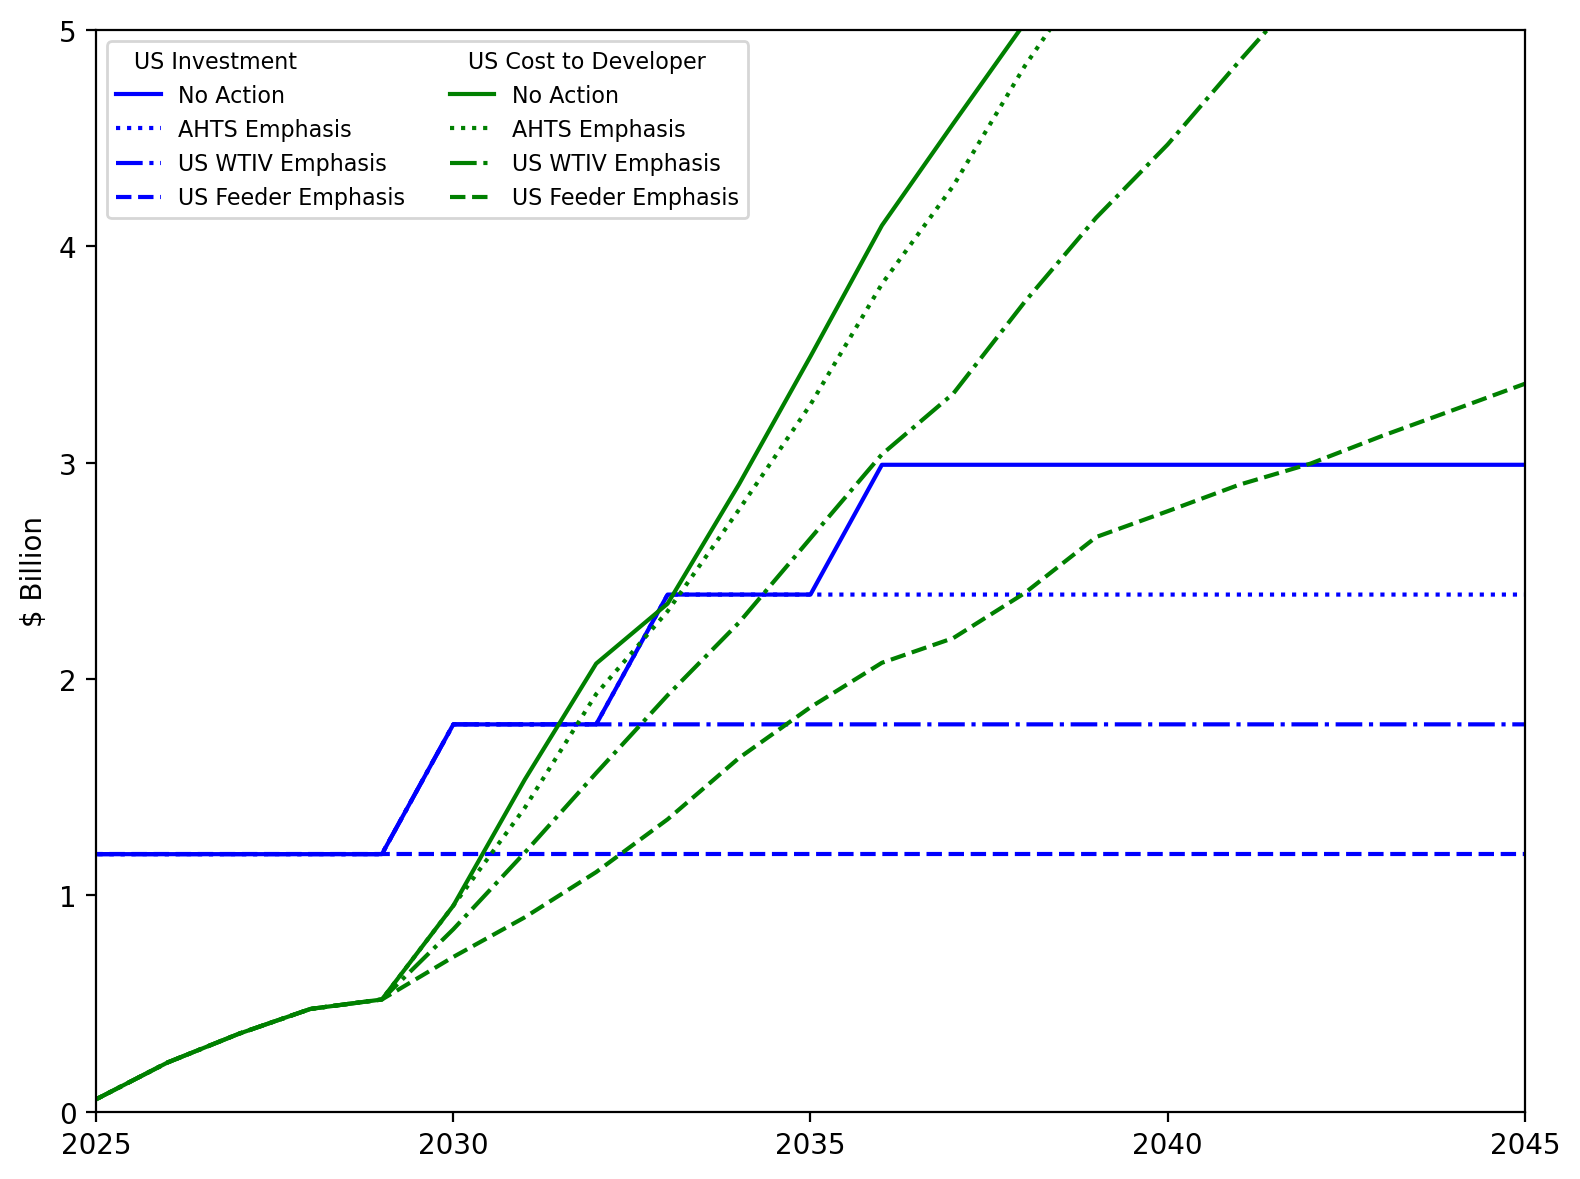 US Investment
No Action
AHTS Emphasis
US WTIV Emphasis
US Feeder Emphasis
US Cost to Developer
No Action
AHTS Emphasis
US WTIV Emphasis
US Feeder Emphasis
$ Billion
5
4
3
2
1
0
2025 2030 2035 2040 2045